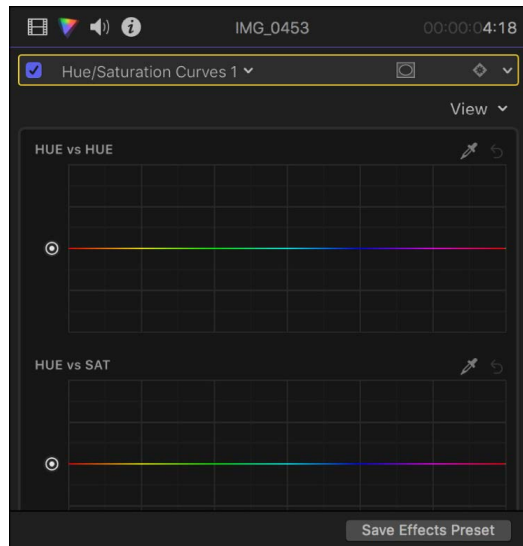 IMG_0453 00:00:04:18
Hue/Saturation Curves 1
View
HUE vs HUE
HUE vs SAT
Save Effects Preset